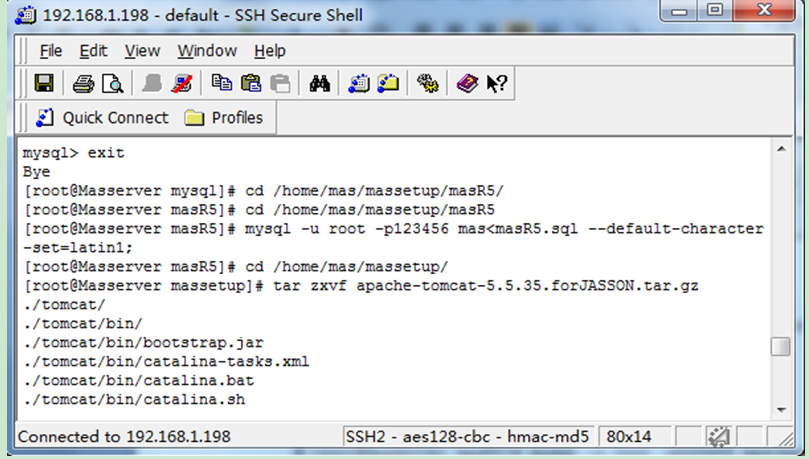 192.168.1.198 - default - SSH Secure Shell
File Edit View Window Help
Quick Connect Profiles
mysql> exit
Bye
[root@Masserver mysql]# cd /home/mas/massetup/masR5/
[root@Masserver masR5]# cd /home/mas/massetup/masR5
[root@Masserver masR5]# mysql -u root -p123456 mas<masR5.sql --default-character
-set=latin1;
[root@Masserver masR5]# cd /home/mas/massetup/
[root@Masserver massetup]# tar zxvf apache-tomcat-5.5.35.forJASSON.tar.gz
./tomcat/
./tomcat/bin/
./tomcat/bin/bootstrap.jar
./tomcat/bin/catalina-tasks.xml
./tomcat/bin/catalina.bat
./tomcat/bin/catalina.sh
Connected to 192.168.1.198 SSH2 - aes128-cbc - hmac-md5 80x14